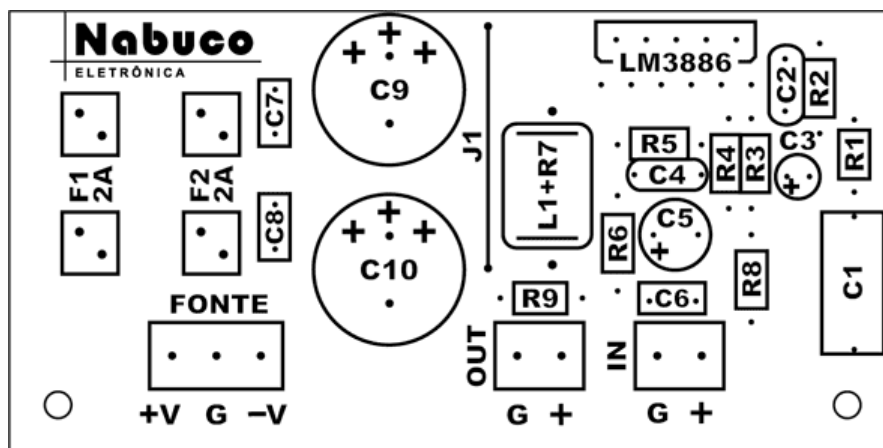 Nabuco
ELETRÔNICA
F1
2A
F2
2A
C7
C8
C9
C10
J1
L1+R7
LM3886
C2
R2
R5
C4
R4
R3
C3
R1
R6
C5
R8
C1
R9
C6
FONTE
+V G −V
OUT
G +
IN
G +